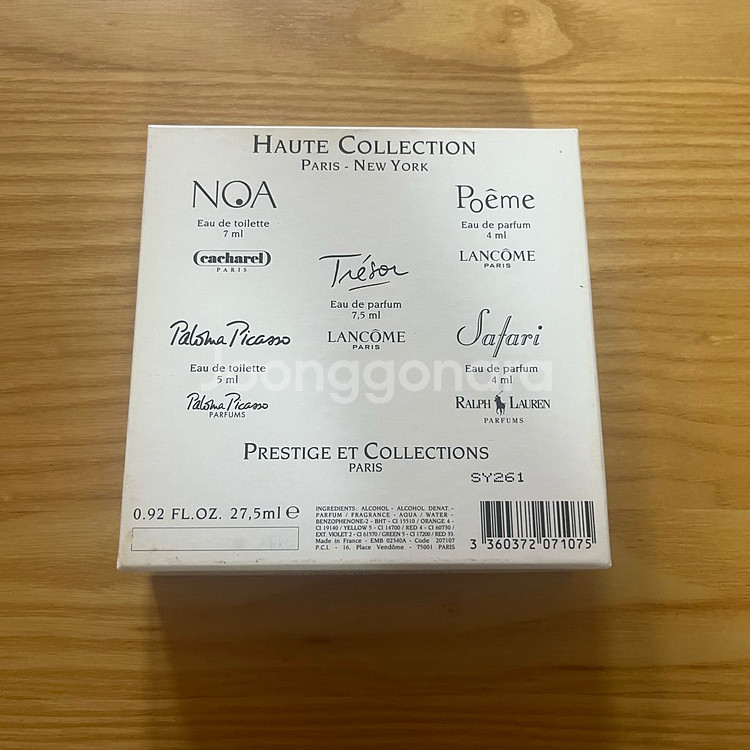 HAUTE COLLECTION
PARIS - NEW YORK
NOA
Eau de toilette
7 ml
cacharel
PARIS
Poême
Eau de parfum
4 ml
LANCÔME
PARIS
Trésor
Eau de parfum
7,5 ml
LANCÔME
PARIS
Paloma Picasso
Eau de toilette
5 ml
Paloma Picasso
PARFUMS
Safari
Eau de parfum
4 ml
RALPH LAUREN
PARFUMS
Joonggonara
PRESTIGE ET COLLECTIONS
PARIS
SY261
0.92 FL.OZ. 27,5ml ℮
INGREDIENTS: ALCOHOL - ALCOHOL DENAT. -
PARFUM / FRAGRANCE - AQUA / WATER -
BENZOPHENONE-2 - BHT - CI 15510 / ORANGE 4 -
CI 19140 / YELLOW 5 - CI 14700 / RED 4 - CI 60730 /
EXT. VIOLET 2 - CI 61570 / GREEN 5 - CI 17200 / RED 33.
Made in France - EMB 02340A - Code 207107
P.C.I. - 16, Place Vendôme - 75001 PARIS
3 360372 071075